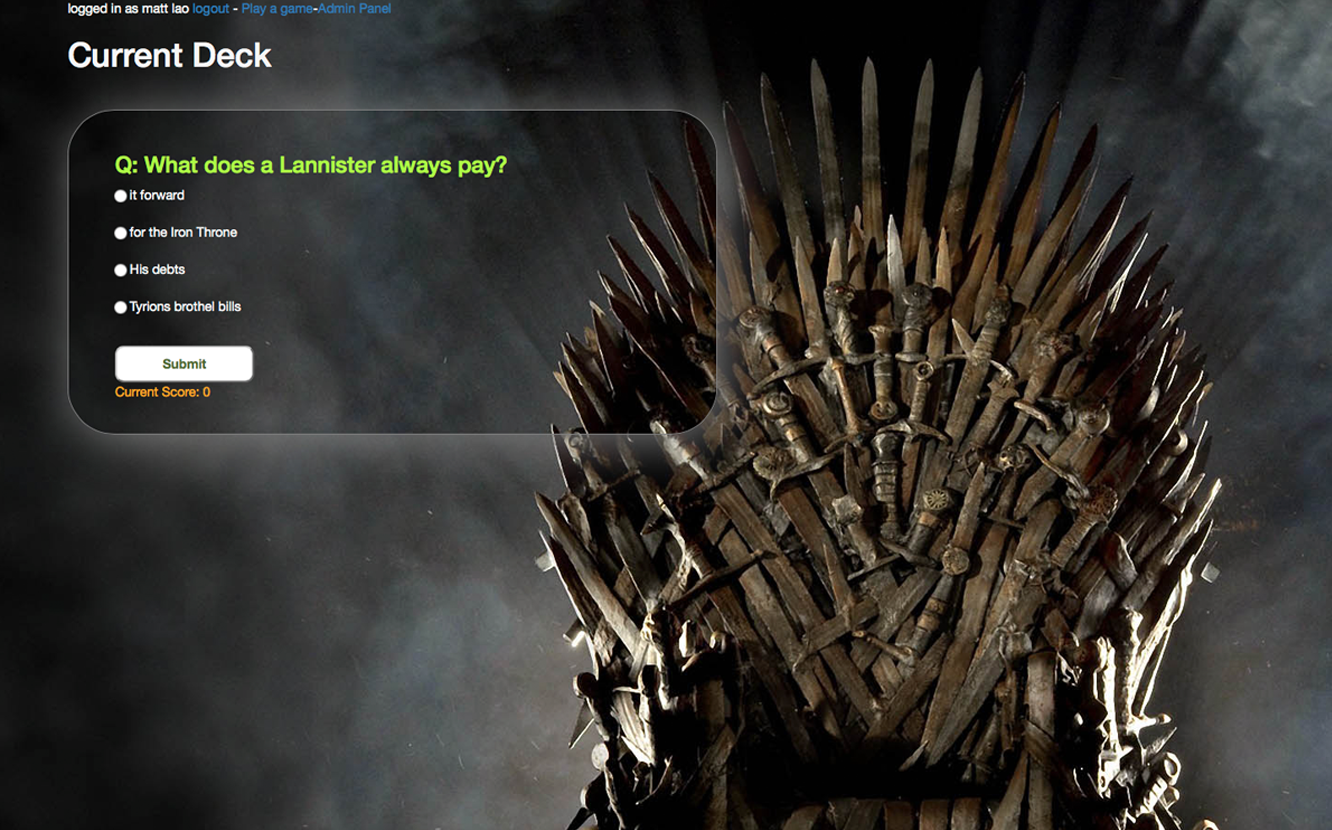 logged in as matt lao logout - Play a game-Admin Panel
Current Deck
Q: What does a Lannister always pay?
it forward
for the Iron Throne
His debts
Tyrions brothel bills
Submit
Current Score: 0